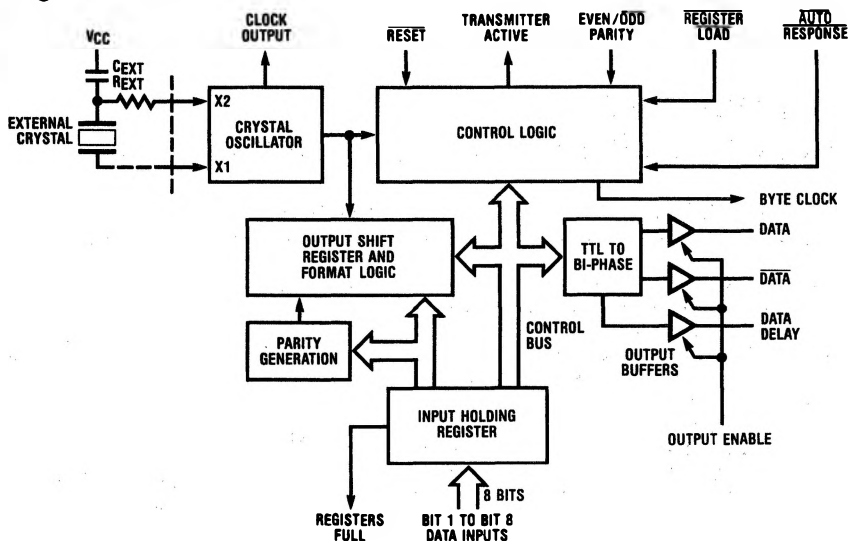 VCC
CEXT
REXT
EXTERNAL
CRYSTAL
CLOCK
OUTPUT
X2
CRYSTAL
OSCILLATOR
X1
RESET
TRANSMITTER
ACTIVE
EVEN/ODD
PARITY
REGISTER
LOAD
AUTO
RESPONSE
CONTROL LOGIC
BYTE CLOCK
OUTPUT SHIFT
REGISTER AND
FORMAT LOGIC
TTL TO
BI-PHASE
DATA
DATA
DATA
DELAY
PARITY
GENERATION
CONTROL
BUS
OUTPUT
BUFFERS
INPUT HOLDING
REGISTER
OUTPUT ENABLE
8 BITS
REGISTERS
FULL
BIT 1 TO BIT 8
DATA INPUTS